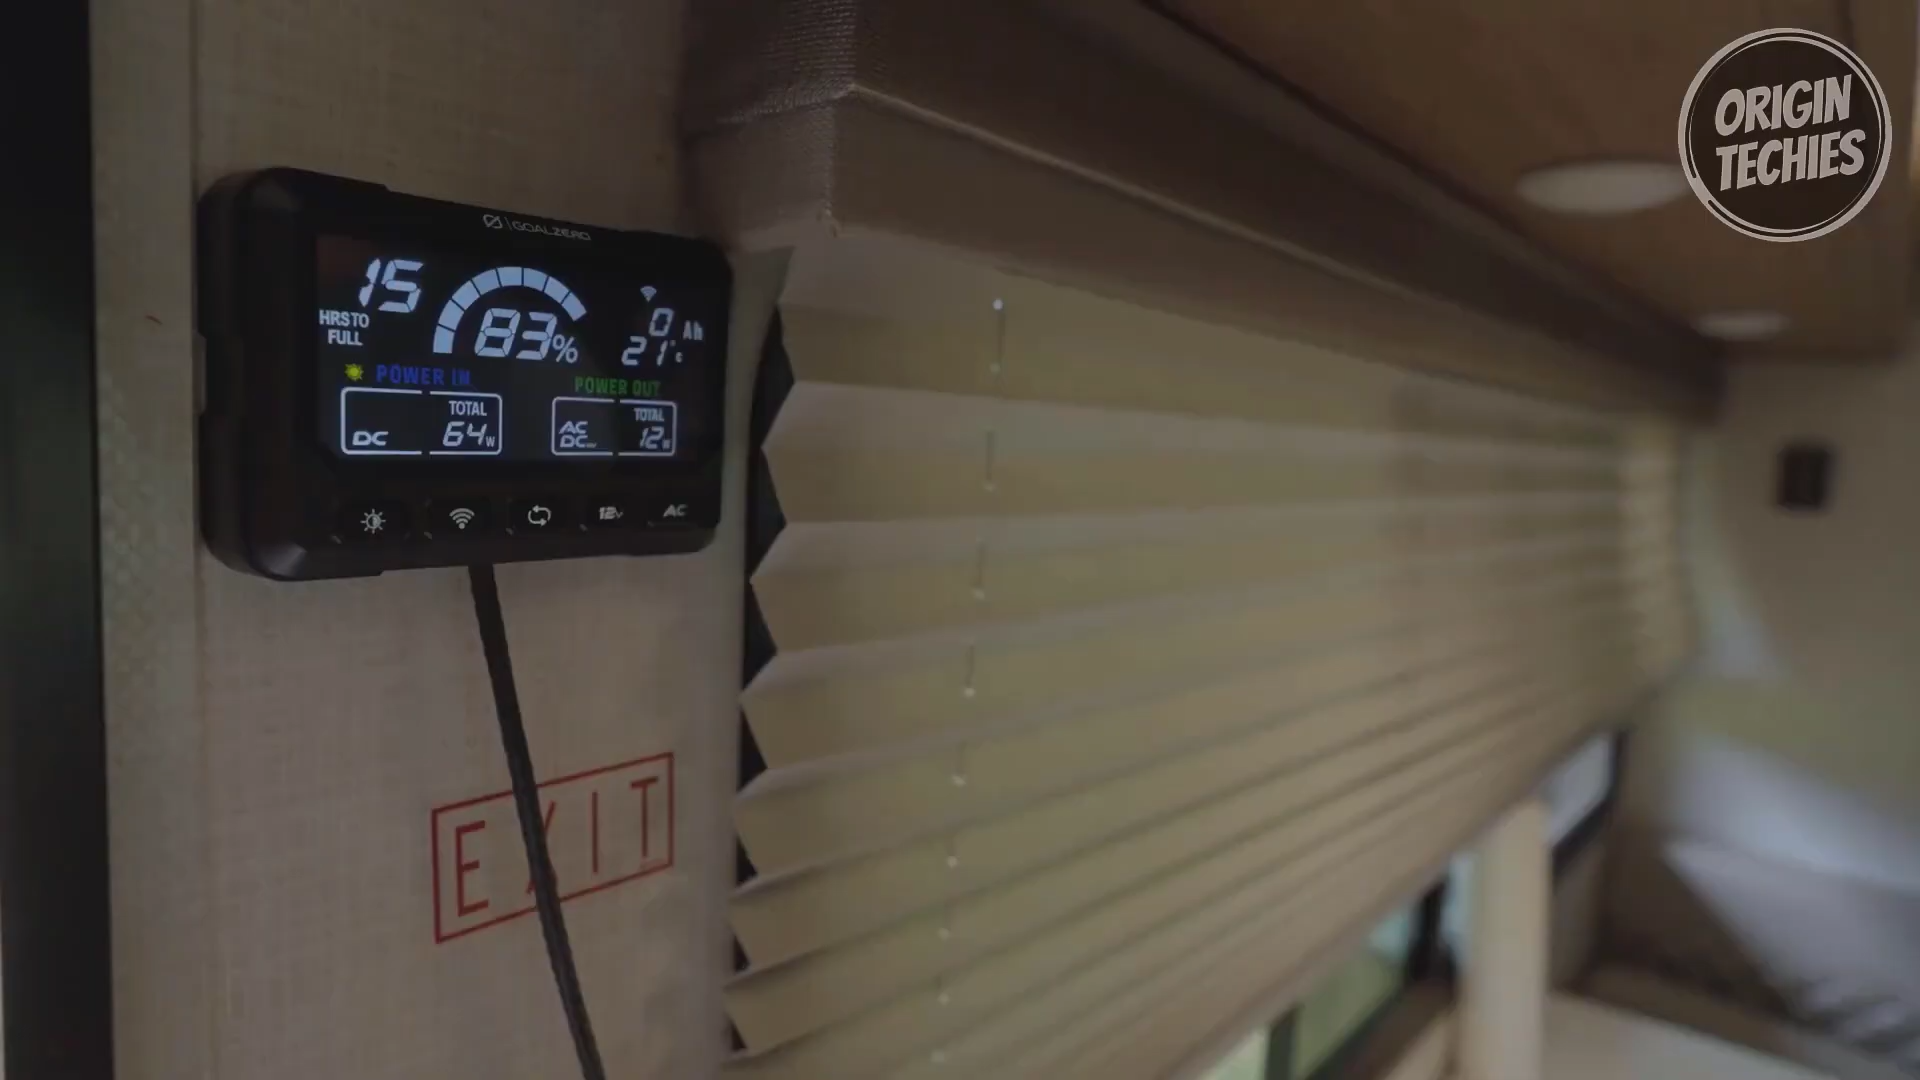 ORIGIN
TECHIES
GOALZERO
15
HRS TO
FULL
83%
0 Ah
21°C
POWER IN
POWER OUT
DC
TOTAL
64W
AC
DC
TOTAL
12W
12V
AC
EXIT